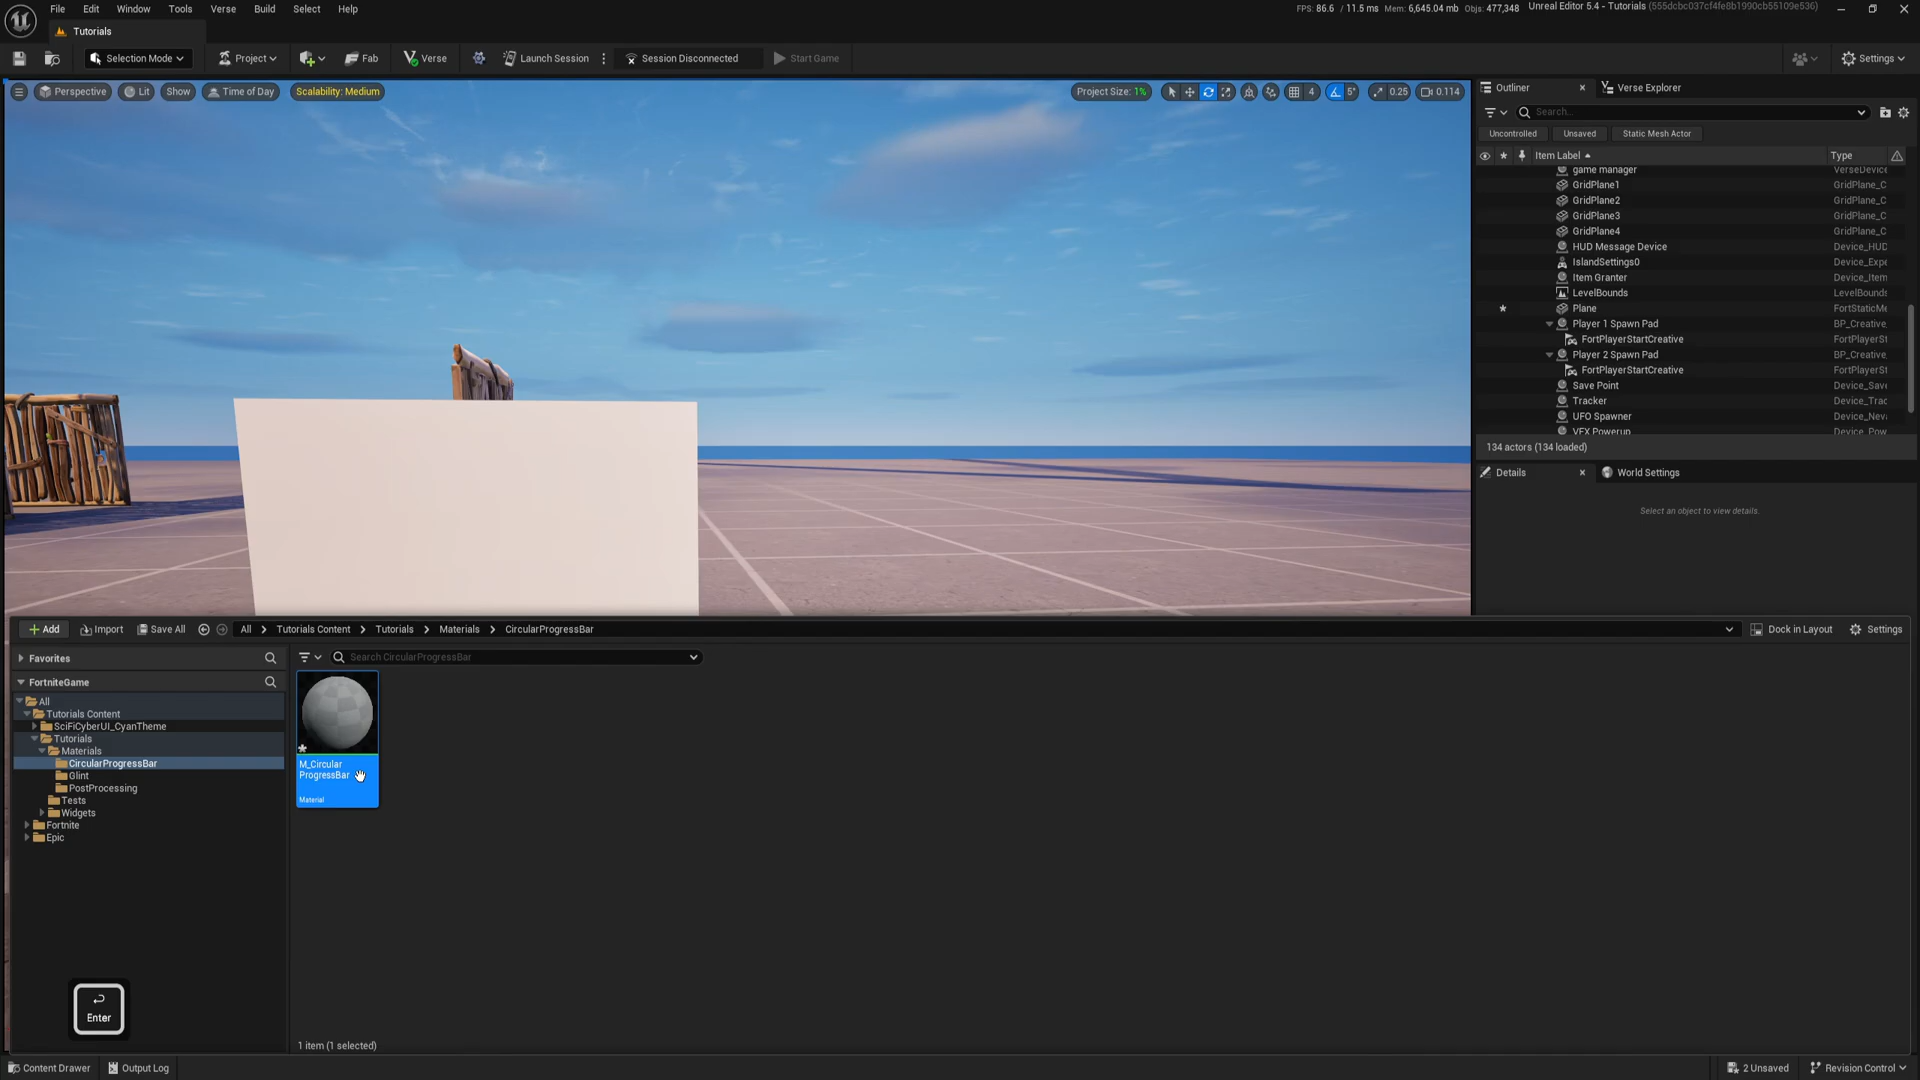 File Edit Window Tools Verse Build Select Help
FPS: 86.6 / 11.5 ms Mem: 6,645.04 mb Objs: 477,348 Unreal Editor 5.4 - Tutorials (555dcbc037cf4fe8b1990cb55109e536)
Tutorials
Selection Mode Project Fab Verse Launch Session Session Disconnected Start Game Settings
Perspective Lit Show Time of Day Scalability: Medium Project Size: 1% 4 5° 0.25 0.114
Outliner Verse Explorer
Search...
Uncontrolled Unsaved Static Mesh Actor
Item Label Type
game manager VerseDevice
GridPlane1 GridPlane_C
GridPlane2 GridPlane_C
GridPlane3 GridPlane_C
GridPlane4 GridPlane_C
HUD Message Device Device_HUD
IslandSettings0 Device_Expe
Item Granter Device_Item
LevelBounds LevelBounds
Plane FortStaticMe
Player 1 Spawn Pad BP_Creative
FortPlayerStartCreative FortPlayerSt
Player 2 Spawn Pad BP_Creative
FortPlayerStartCreative FortPlayerSt
Save Point Device_Save
Tracker Device_Trac
UFO Spawner Device_Neva
VFX Powerup Device_Pow
134 actors (134 loaded)
Details World Settings
Select an object to view details.
Add Import Save All All Tutorials Content Tutorials Materials CircularProgressBar Dock in Layout Settings
Favorites
Search CircularProgressBar
FortniteGame
All
Tutorials Content
SciFiCyberUI_CyanTheme
Tutorials
Materials
CircularProgressBar
Glint
PostProcessing
Tests
Widgets
Fortnite
Epic
M_Circular
ProgressBar
Material
Enter
1 item (1 selected)
Content Drawer Output Log 2 Unsaved Revision Control